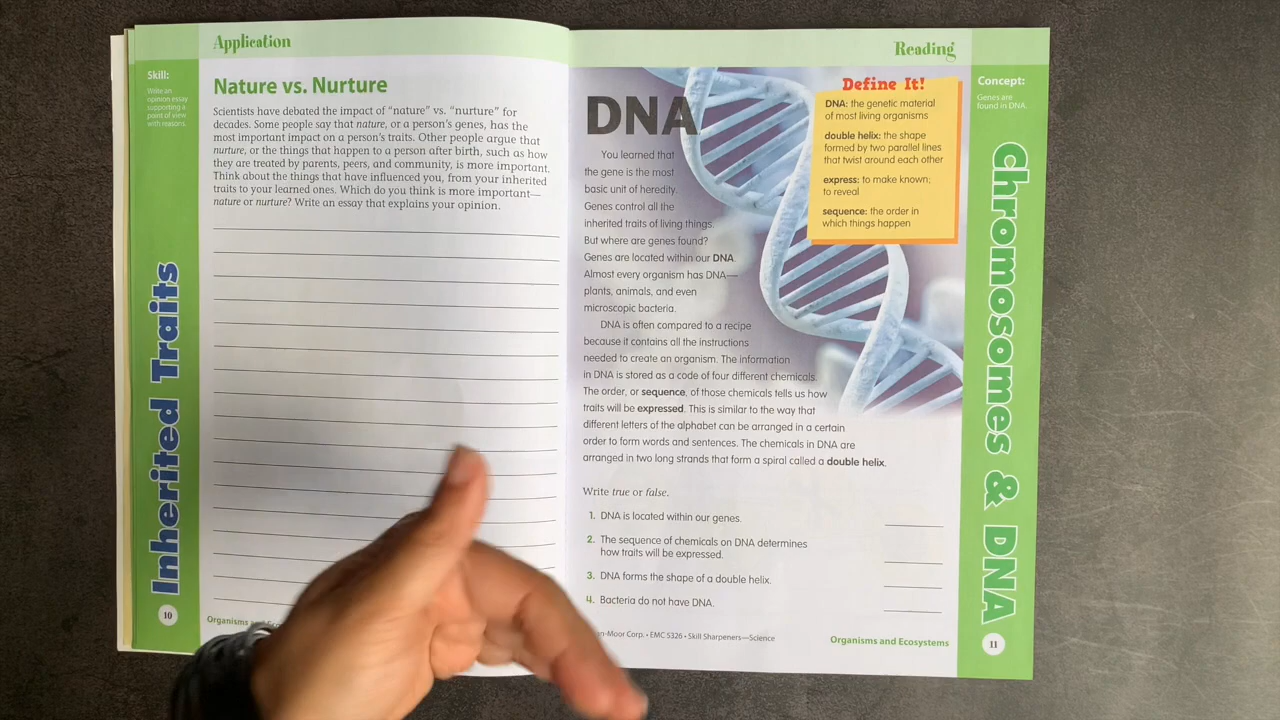 Application
Skill:
Write an
opinion essay
supporting a
point of view
with reasons.
Nature vs. Nurture
Scientists have argued the impact of "nature" vs. "nurture" for
decades. Some people say that nature, or a person's genes, has the
most important impact on a person's traits. Other people argue that
nurture, or the things that happen to a person after birth, such as how
they are treated by parents, peers, and community, is more important.
Think about the things that have influenced you, from your inherited
traits to your learned ones. Which do you think is more important—
nature or nurture? Write an essay that explains your opinion.
Inherited Traits
10
Organisms and
Reading
DNA
You learned that
the gene is the most
basic unit of heredity.
Genes control all the
inherited traits of living things.
But where are genes found?
Genes are located within our DNA.
Almost every organism has DNA—
plants, animals, and even
microscopic bacteria.
DNA is often compared to a recipe
because it contains all the instructions
needed to create an organism. The information
in DNA is stored as a code of four different chemicals.
The order, or sequence, of those chemicals tells us how
traits will be expressed. This is similar to the way that
different letters of the alphabet can be arranged in a certain
order to form words and sentences. The chemicals in DNA are
arranged in two long strands that form a spiral called a double helix.
Define It!
DNA: the genetic material
of most living organisms
double helix: the shape
formed by two parallel lines
that twist around each other
express: to make known;
to reveal
sequence: the order in
which things happen
Write true or false.
1. DNA is located within our genes.
2. The sequence of chemicals on DNA determines
how traits will be expressed.
3. DNA forms the shape of a double helix.
4. Bacteria do not have DNA.
an-Moor Corp. • EMC 5326 • Skill Sharpeners—Science
Organisms and Ecosystems
Concept:
Genes are
found in DNA.
Chromosomes & DNA
11